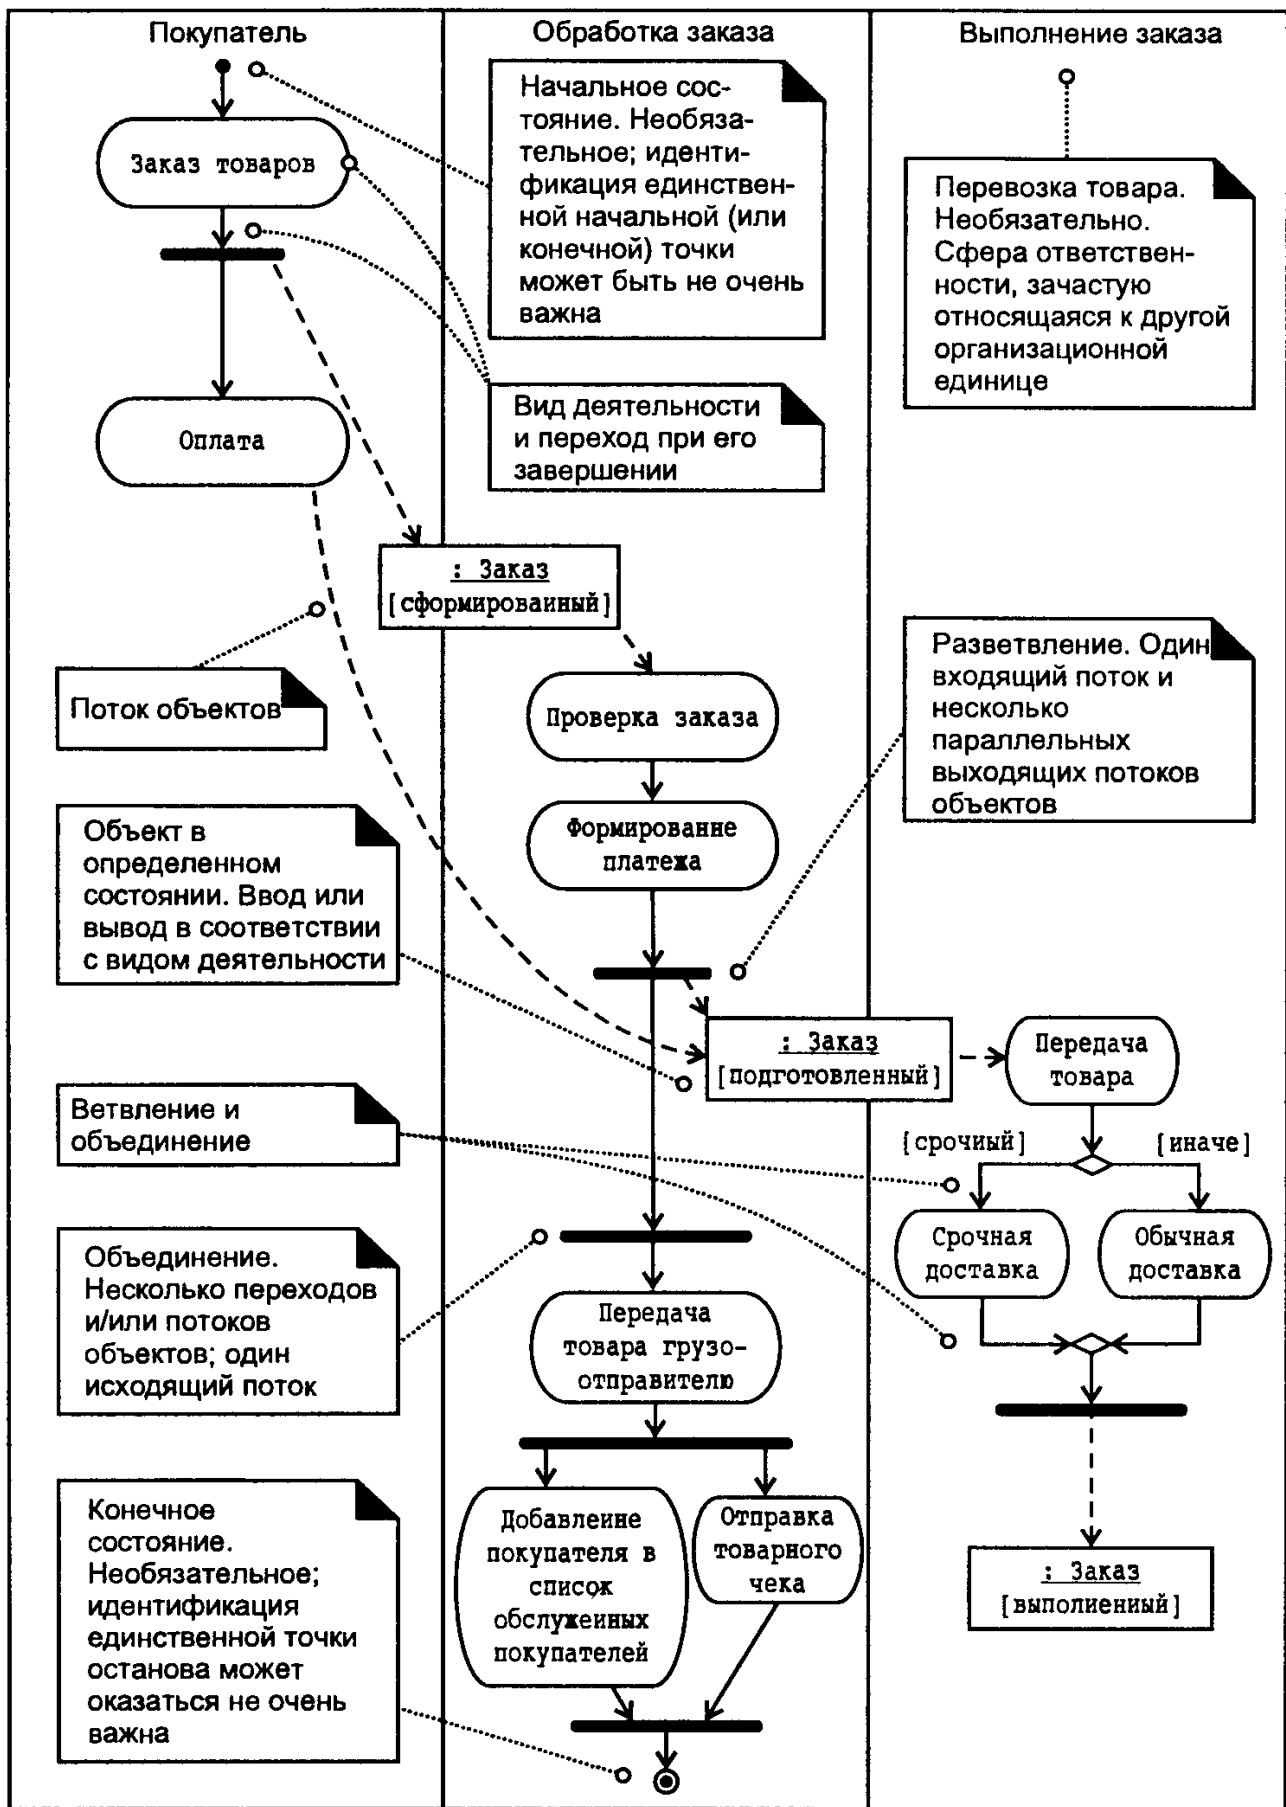 Покупатель
Обработка заказа
Выполнение заказа
Заказ товаров
Оплата
Начальное сос-
тояние. Необяза-
тельное; иденти-
фикация единствен-
ной начальной (или
конечной) точки
может быть не очень
важна
Перевозка товара.
Необязательно.
Сфера ответствен-
ности, зачастую
относящаяся к другой
организационной
единице
Вид деятельности
и переход при его
завершении
: Заказ
[сформированный]
Поток объектов
Проверка заказа
Разветвление. Один
входящий поток и
несколько
параллельных
выходящих потоков
объектов
Объект в
определенном
состоянии. Ввод или
вывод в соответствии
с видом деятельности
Формирование
платежа
: Заказ
[подготовленный]
Передача
товара
Ветвление и
объединение
[срочный]
[иначе]
Срочная
доставка
Обычная
доставка
Объединение.
Несколько переходов
и/или потоков
объектов; один
исходящий поток
Передача
товара грузо-
отправителю
Конечное
состояние.
Необязательное;
идентификация
единственной точки
останова может
оказаться не очень
важна
Добавление
покупателя в
список
обслуженных
покупателей
Отправка
товарного
чека
: Заказ
[выполненный]